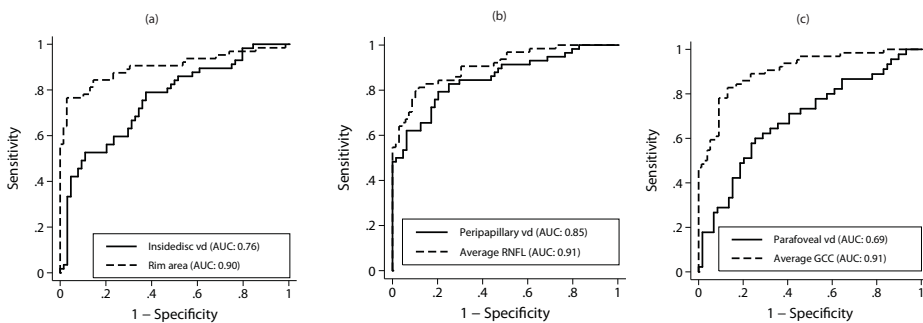 (a)
1
.8
.6
.4
.2
0
Sensitivity
Insidedisc vd (AUC: 0.76)
Rim area (AUC: 0.90)
0 .2 .4 .6 .8 1
1 – Specificity
(b)
1
.8
.6
.4
.2
0
Sensitivity
Peripapillary vd (AUC: 0.85)
Average RNFL (AUC: 0.91)
0 .2 .4 .6 .8 1
1 – Specificity
(c)
1
.8
.6
.4
.2
0
Sensitivity
Parafoveal vd (AUC: 0.69)
Average GCC (AUC: 0.91)
0 .2 .4 .6 .8 1
1 – Specificity